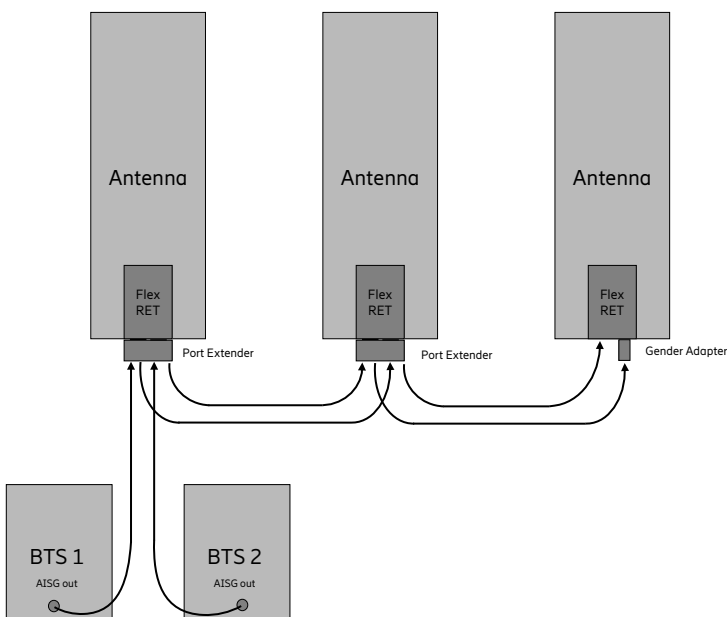 Antenna
Antenna
Antenna
Flex
RET
Flex
RET
Flex
RET
Port Extender
Port Extender
Gender Adapter
BTS 1
AISG out
BTS 2
AISG out